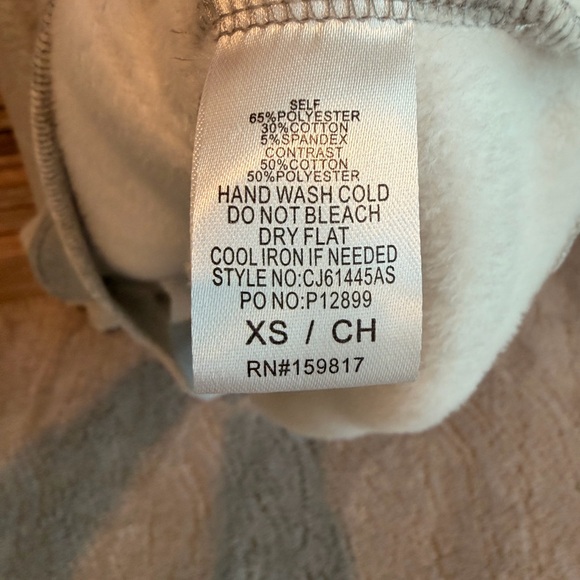 SELF
65%POLYESTER
30%COTTON
5%SPANDEX
CONTRAST
50%COTTON
50%POLYESTER
HAND WASH COLD
DO NOT BLEACH
DRY FLAT
COOL IRON IF NEEDED
STYLE NO:CJ61445AS
PO NO:P12899
XS / CH
RN#159817